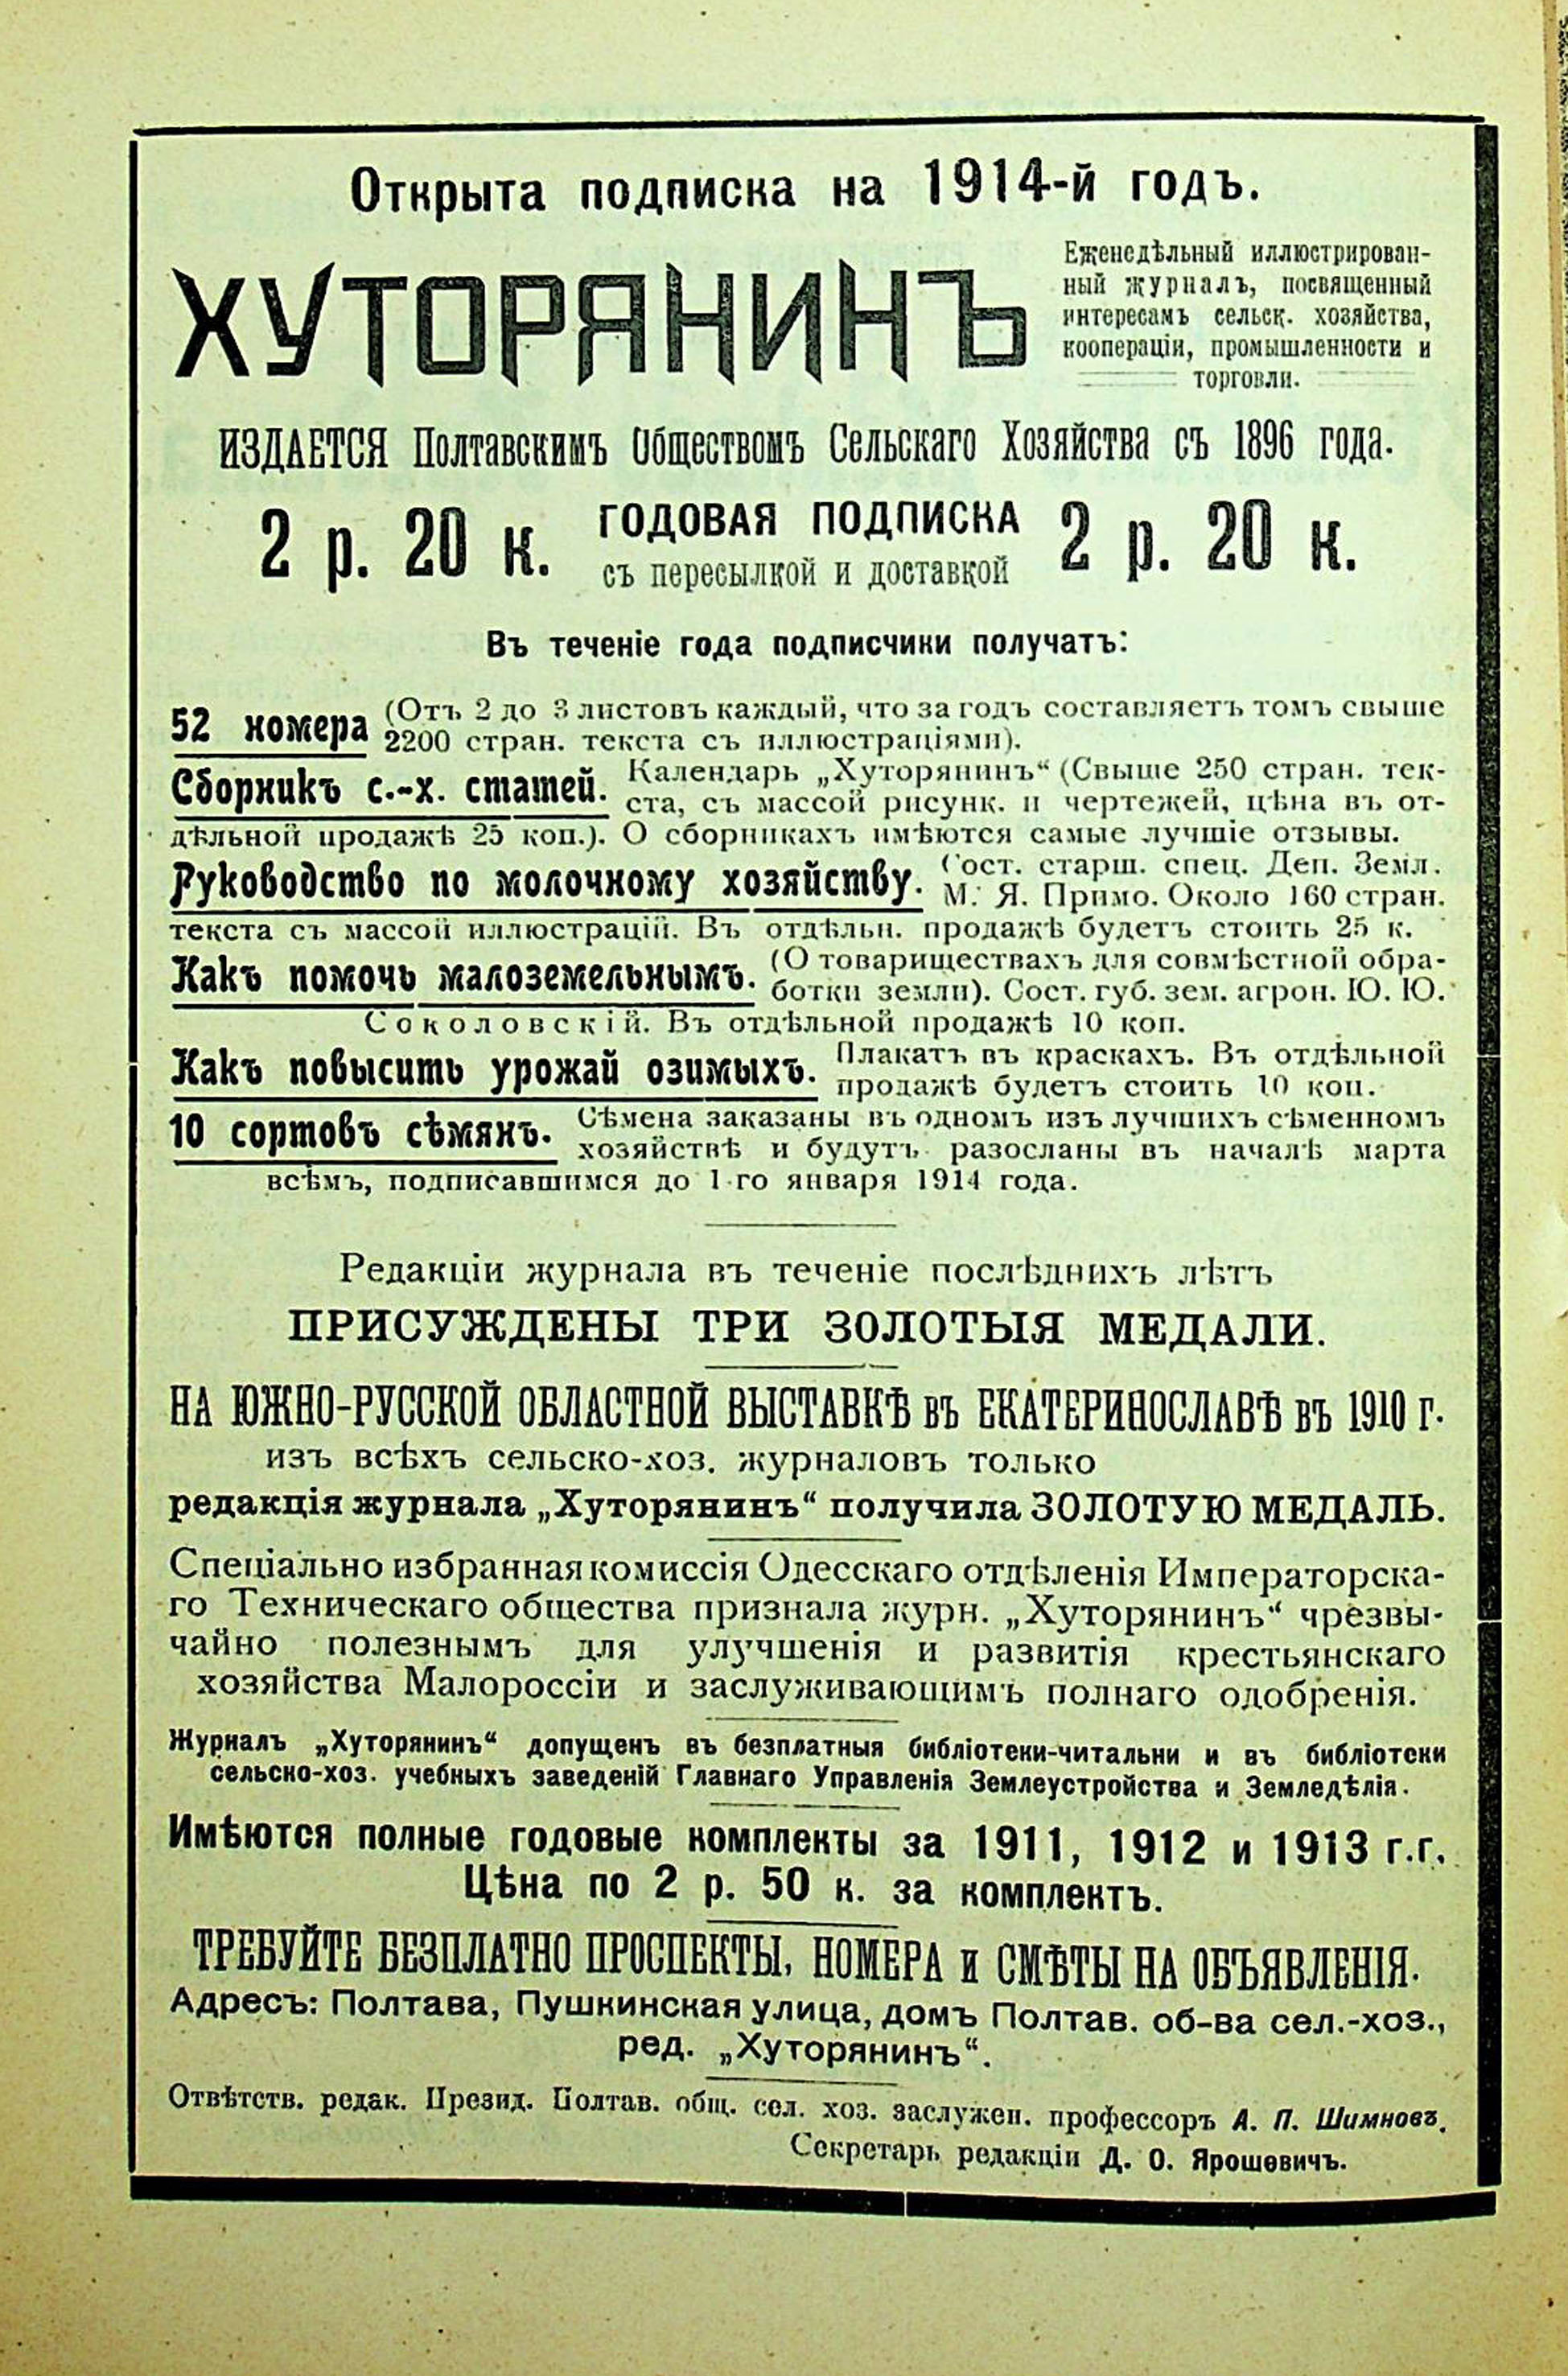 Открыта подписка на 1914-й годъ.
ХУТОРЯНИНЪ
Еженедѣльный иллюстрирован-
ный журналъ, посвященный
интересамъ сельск. хозяйства,
коопераціи, промышленности и
торговли.
ИЗДАЕТСЯ Полтавскимъ Обществомъ Сельскаго Хозяйства съ 1896 года.
2 р. 20 к. ГОДОВАЯ ПОДПИСКА 2 р. 20 к.
съ пересылкой и доставкой
Въ теченіе года подписчики получатъ:
52 номера (Отъ 2 до 3 листовъ каждый, что за годъ составляетъ томъ свыше
2200 стран. текста съ иллюстраціями).
Сборникъ с.-х. статей. Календарь „Хуторянинъ“ (Свыше 250 стран. тек-
ста, съ массой рисунк. и чертежей, цѣна въ от-
дѣльной продажѣ 25 коп.). О сборникахъ имѣются самые лучшіе отзывы.
Руководство по молочному хозяйству. Сост. старш. спец. Деп. Земл.
М. Я. Примо. Около 160 стран.
текста съ массой иллюстрацій. Въ отдѣльн. продажѣ будетъ стоить 25 к.
Какъ помочь малоземельнымъ. (О товариществахъ для совмѣстной обра-
ботки земли). Сост. губ. зем. агрон. Ю. Ю.
Соколовскій. Въ отдѣльной продажѣ 10 коп.
Какъ повысить урожай озимыхъ. Плакатъ въ краскахъ. Въ отдѣльной
продажѣ будетъ стоить 10 коп.
10 сортовъ сѣмянъ. Сѣмена заказаны въ одномъ изъ лучшихъ сѣменномъ
хозяйствѣ и будутъ разосланы въ началѣ марта
всѣмъ, подписавшимся до 1-го января 1914 года.
Редакціи журнала въ теченіе послѣднихъ лѣтъ
ПРИСУЖДЕНЫ ТРИ ЗОЛОТЫЯ МЕДАЛИ.
НА ЮЖНО-РУССКОЙ ОБЛАСТНОЙ ВЫСТАВКѢ въ ЕКАТЕРИНОСЛАВѢ въ 1910 г.
изъ всѣхъ сельско-хоз. журналовъ только
редакція журнала „Хуторянинъ“ получила ЗОЛОТУЮ МЕДАЛЬ.
Спеціально избранная комиссія Одесскаго отдѣленія Императорска-
го Техническаго общества признала журн. „Хуторянинъ“ чрезвы-
чайно полезнымъ для улучшенія и развитія крестьянскаго
хозяйства Малороссіи и заслуживающимъ полнаго одобренія.
Журналъ „Хуторянинъ“ допущенъ въ безплатныя библіотеки-читальни и въ библіотеки
сельско-хоз. учебныхъ заведеній Главнаго Управленія Землеустройства и Земледѣлія.
Имѣются полные годовые комплекты за 1911, 1912 и 1913 г.г.
Цѣна по 2 р. 50 к. за комплектъ.
ТРЕБУЙТЕ БЕЗПЛАТНО ПРОСПЕКТЫ, НОМЕРА и СМѢТЫ НА ОБЪЯВЛЕНІЯ.
Адресъ: Полтава, Пушкинская улица, домъ Полтав. об-ва сел.-хоз.,
ред. „Хуторянинъ“.
Отвѣтств. редак. Презид. Полтав. общ. сел. хоз. заслужен. профессоръ А. П. Шимновъ.
Секретарь редакціи Д. О. Ярошевичъ.